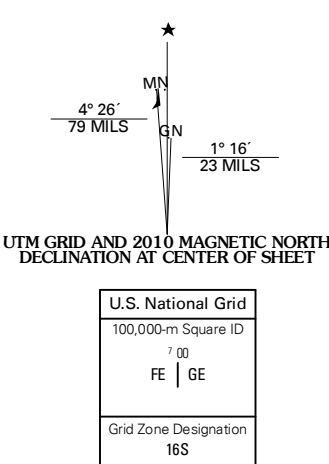 MN
4° 26´
79 MILS
GN
1° 16´
23 MILS
UTM GRID AND 2010 MAGNETIC NORTH
DECLINATION AT CENTER OF SHEET
U.S. National Grid
100,000-m Square ID
7 00
FE GE
Grid Zone Designation
16S